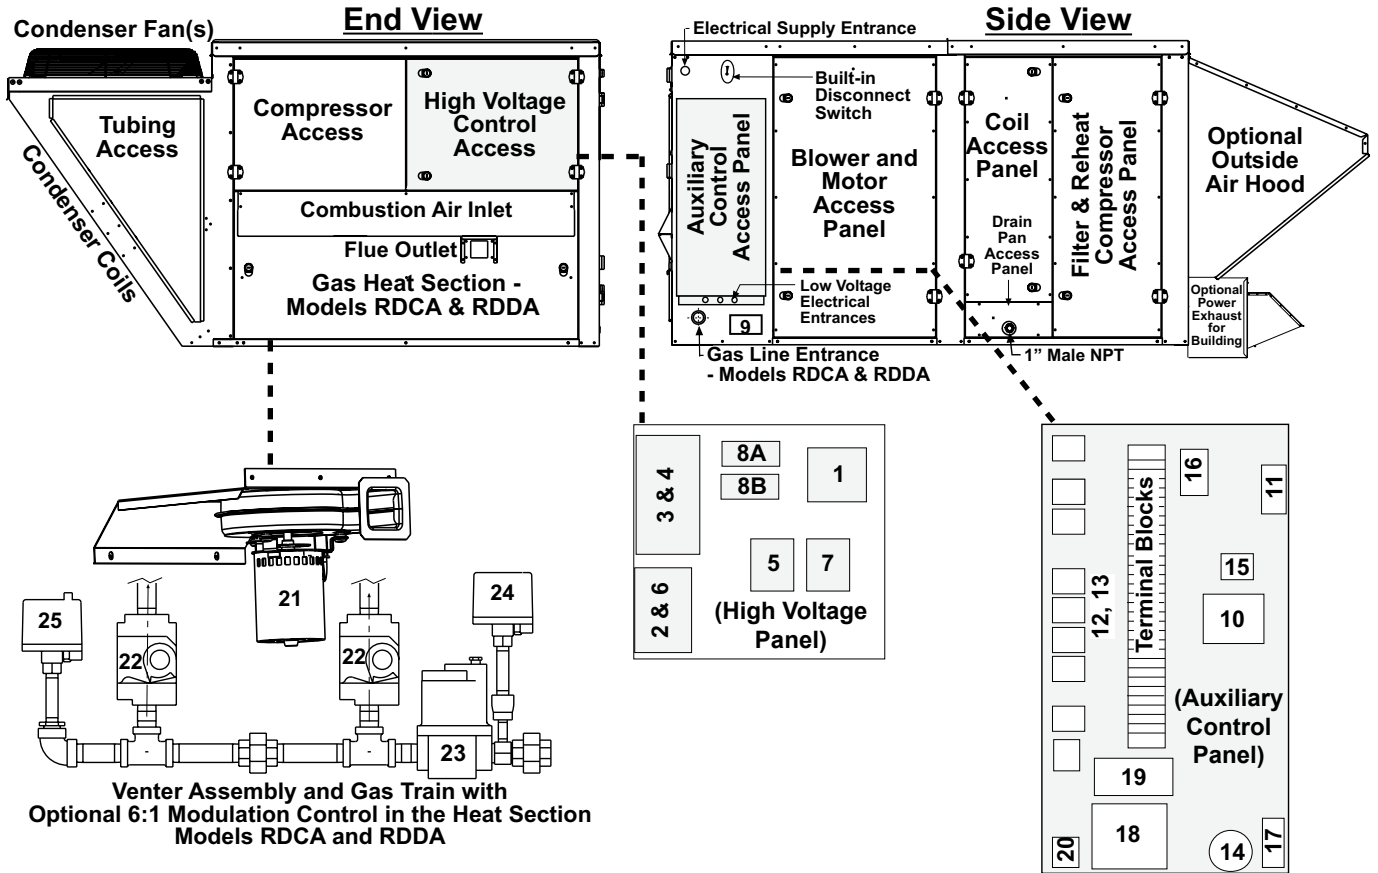 End View
Side View
Condenser Fan(s)
Tubing
Access
Condenser Coils
Compressor
Access
High Voltage
Control
Access
Combustion Air Inlet
Flue Outlet
Gas Heat Section -
Models RDCA & RDDA
Electrical Supply Entrance
Built-in
Disconnect
Switch
Auxiliary
Control
Access Panel
Blower and
Motor
Access
Panel
Low Voltage
Electrical
Entrances
9
Gas Line Entrance
- Models RDCA & RDDA
Coil
Access
Panel
Drain
Pan
Access
Panel
1” Male NPT
Filter & Reheat
Compressor
Access Panel
Optional
Outside
Air Hood
Optional
Power
Exhaust
for
Building
21
25
22
22
24
23
Venter Assembly and Gas Train with
Optional 6:1 Modulation Control in the Heat Section
Models RDCA and RDDA
3 & 4
8A
8B
1
5
7
2 & 6
(High Voltage
Panel)
Terminal Blocks
16
11
12, 13
15
10
(Auxiliary
Control
Panel)
19
18
20
14
17